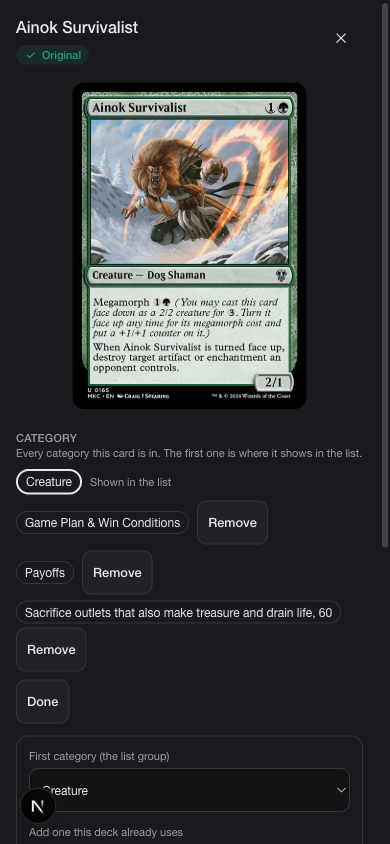 Ainok Survivalist
Original
Ainok Survivalist 1
Creature — Dog Shaman
Megamorph 1 (You may cast this card
face down as a 2/2 creature for 3. Turn it
face up any time for its megamorph cost and
put a +1/+1 counter on it.)
When Ainok Survivalist is turned face up,
destroy target artifact or enchantment an
opponent controls.
2/1
U 0165
MKC • EN Craig J Spearing ™ & © 2024 Wizards of the Coast
CATEGORY
Every category this card is in. The first one is where it shows in the list.
Creature Shown in the list
Game Plan & Win Conditions Remove
Payoffs Remove
Sacrifice outlets that also make treasure and drain life, 60
Remove
Done
First category (the list group)
Creature
N
Add one this deck already uses